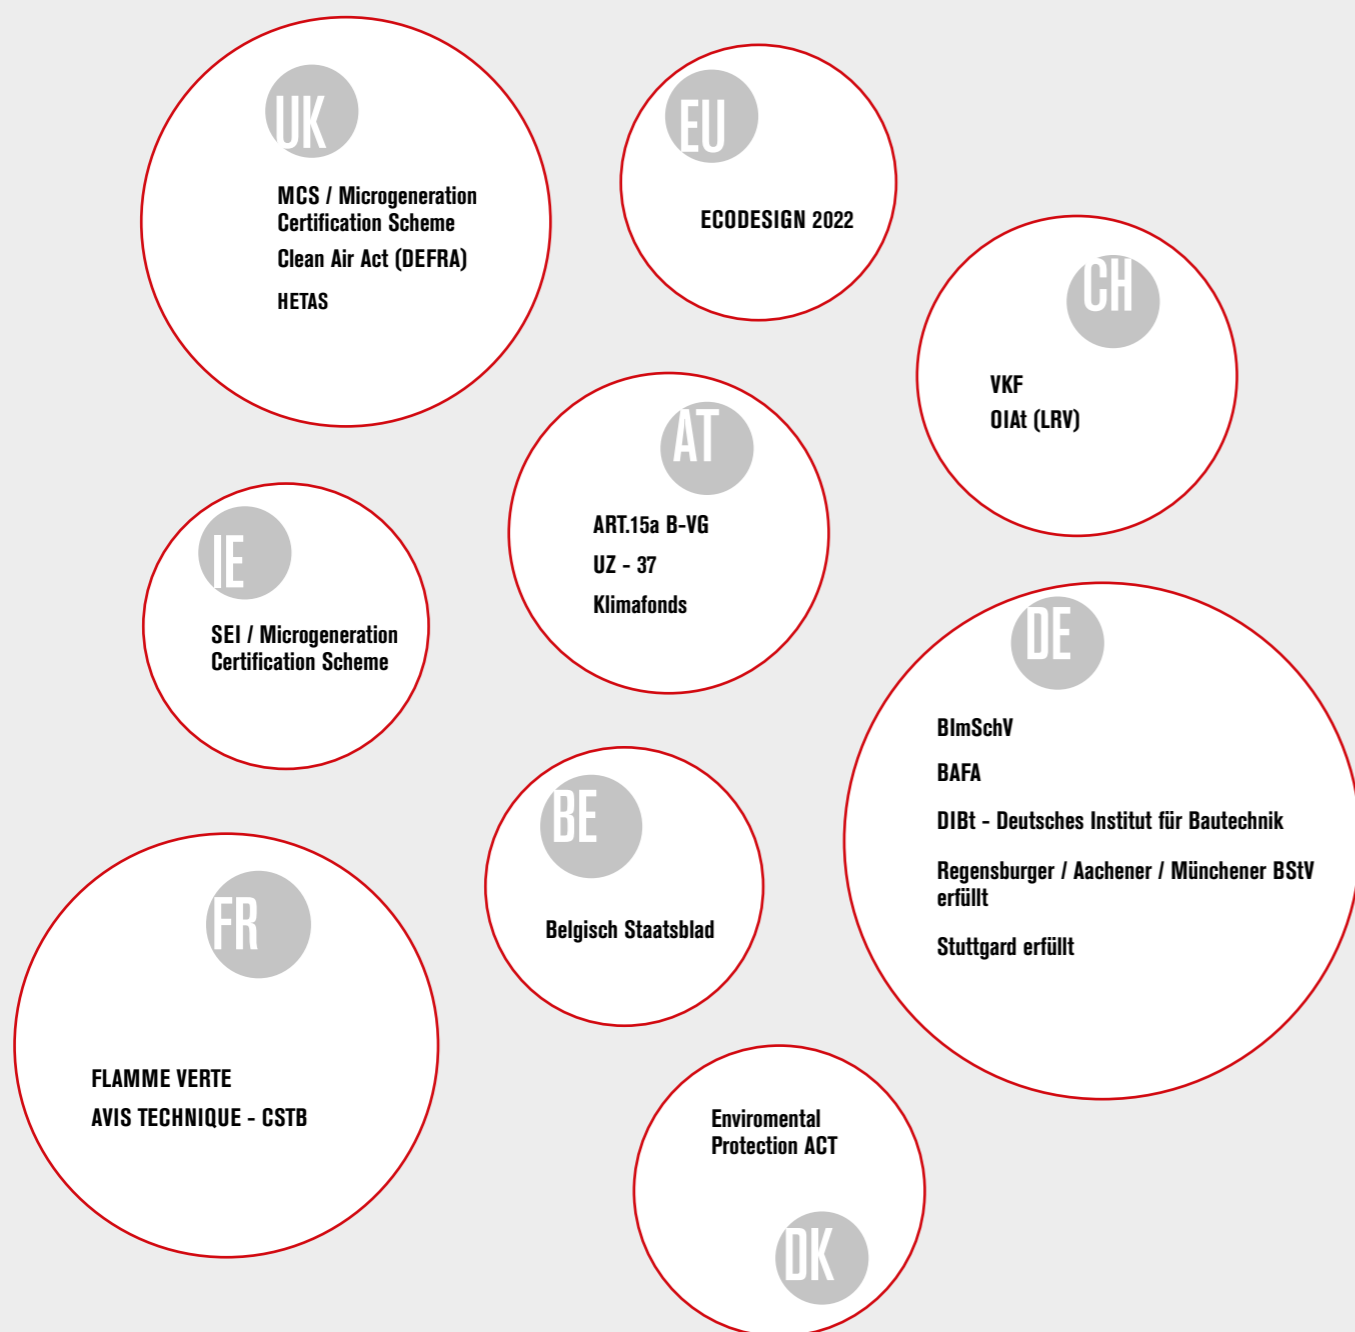 UK
MCS / Microgeneration
Certification Scheme
Clean Air Act (DEFRA)
HETAS
EU
ECODESIGN 2022
CH
VKF
OIAt (LRV)
AT
ART.15a B-VG
UZ - 37
Klimafonds
IE
SEI / Microgeneration
Certification Scheme
DE
BImSchV
BAFA
DIBt - Deutsches Institut für Bautechnik
Regensburger / Aachener / Münchener BStV
erfüllt
Stuttgard erfüllt
BE
Belgisch Staatsblad
FR
FLAMME VERTE
AVIS TECHNIQUE - CSTB
Enviromental
Protection ACT
DK